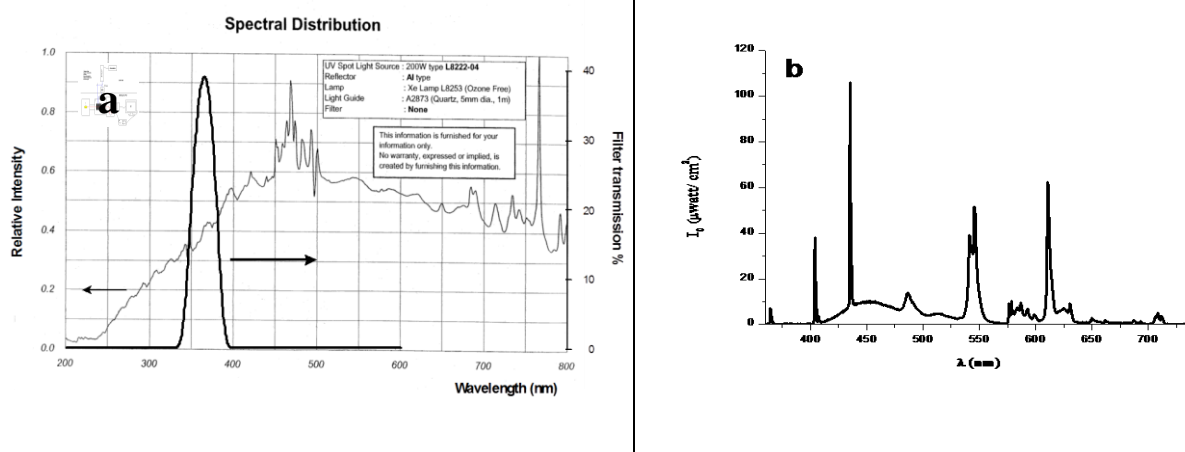 Spectral Distribution
a
UV Spot Light Source : 200W type L8222-04
Reflector : Al type
Lamp : Xe Lamp L8253 (Ozone Free)
Light Guide : A2873 (Quartz, 5mm dia., 1m)
Filter : None
This information is furnished for your
information only.
No warranty, expressed or implied, is
created by furnishing this information.
Relative Intensity
1.0
0.8
0.6
0.4
0.2
0.0
Filter transmission %
40
30
20
10
0
200 300 400 500 600 700 800
Wavelength (nm)
b
I0 (μwatt/ cm²)
120
100
80
60
40
20
0
400 450 500 550 600 650 700
λ (nm)